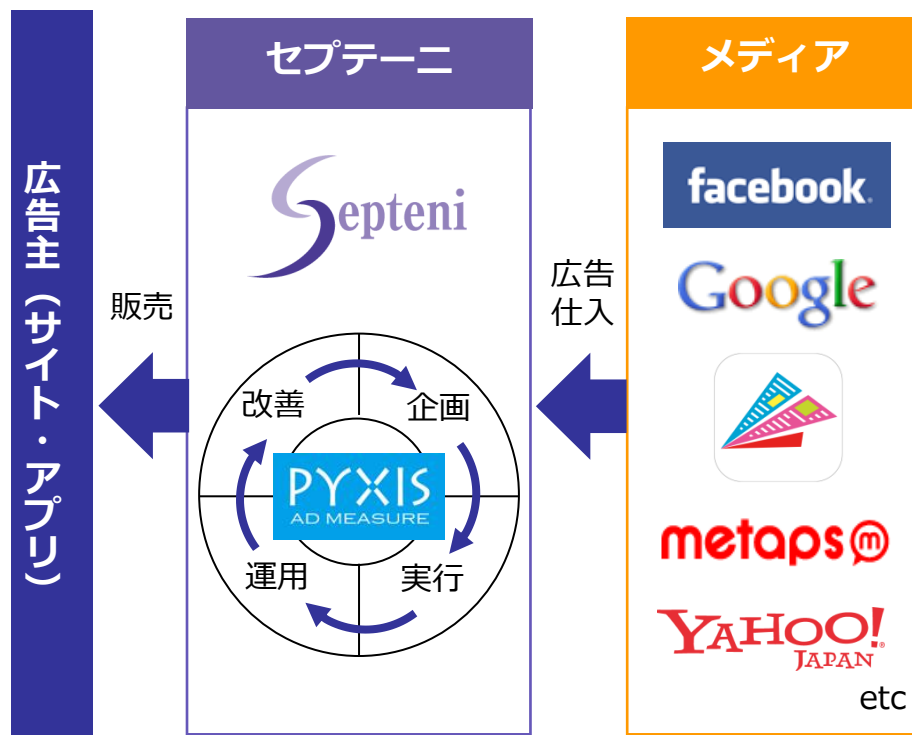 広告主（サイト・アプリ）
販売
セプテーニ
Septeni
改善
企画
PYXIS
AD MEASURE
運用
実行
広告
仕入
メディア
facebook.
Google
metaps m
YAHOO!
JAPAN
etc